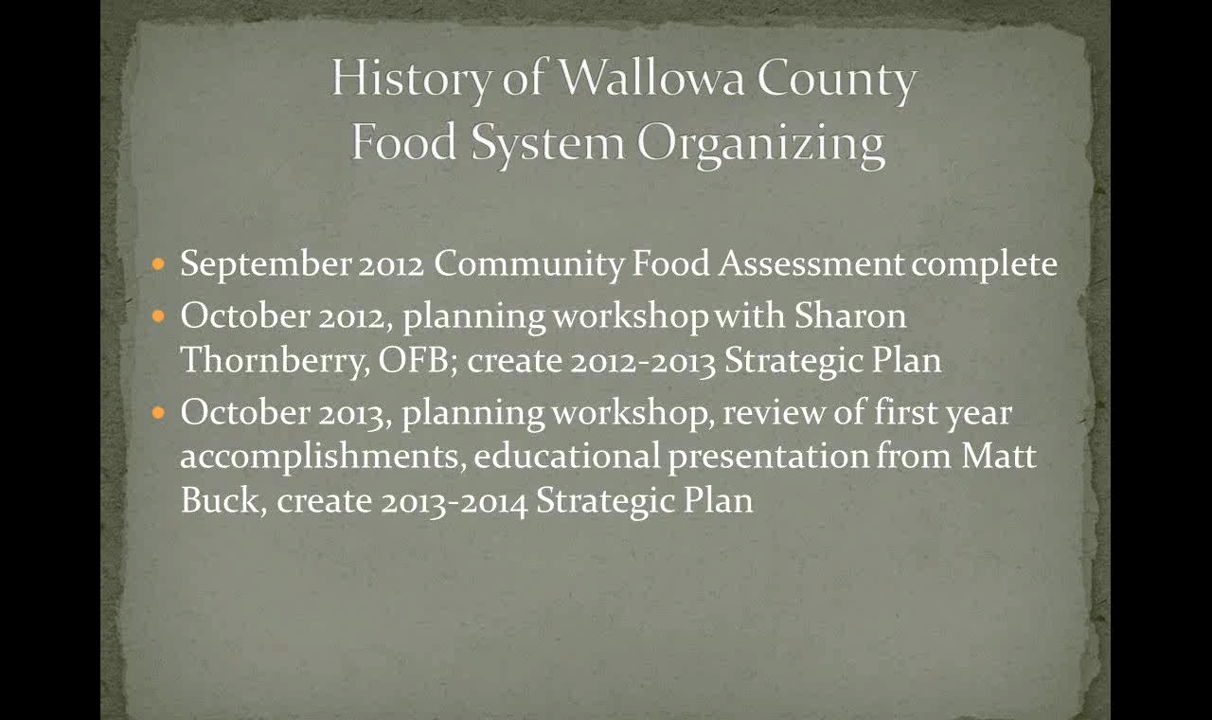 History of Wallowa County
Food System Organizing
• September 2012 Community Food Assessment complete
• October 2012, planning workshop with Sharon
Thornberry, OFB; create 2012-2013 Strategic Plan
• October 2013, planning workshop, review of first year
accomplishments, educational presentation from Matt
Buck, create 2013-2014 Strategic Plan